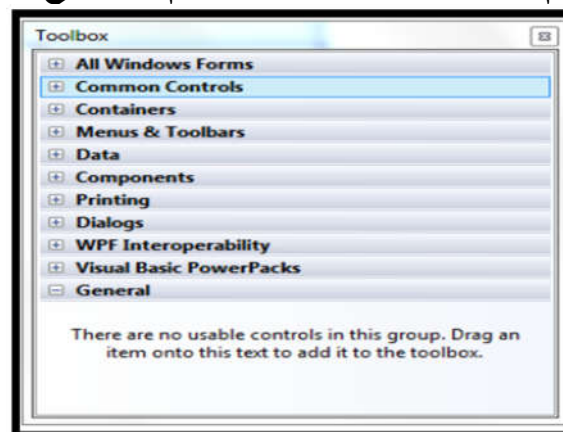 Toolbox
All Windows Forms
Common Controls
Containers
Menus & Toolbars
Data
Components
Printing
Dialogs
WPF Interoperability
Visual Basic PowerPacks
General
There are no usable controls in this group. Drag an
item onto this text to add it to the toolbox.